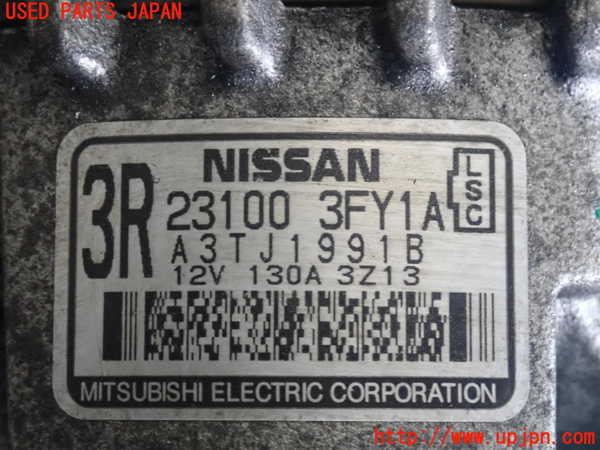 USED PARTS JAPAN
NISSAN
3R 23100 3FY1A LSC
A3TJ1991B
12V 130A 3Z13
MITSUBISHI ELECTRIC CORPORATION
http://www.upjpn.com